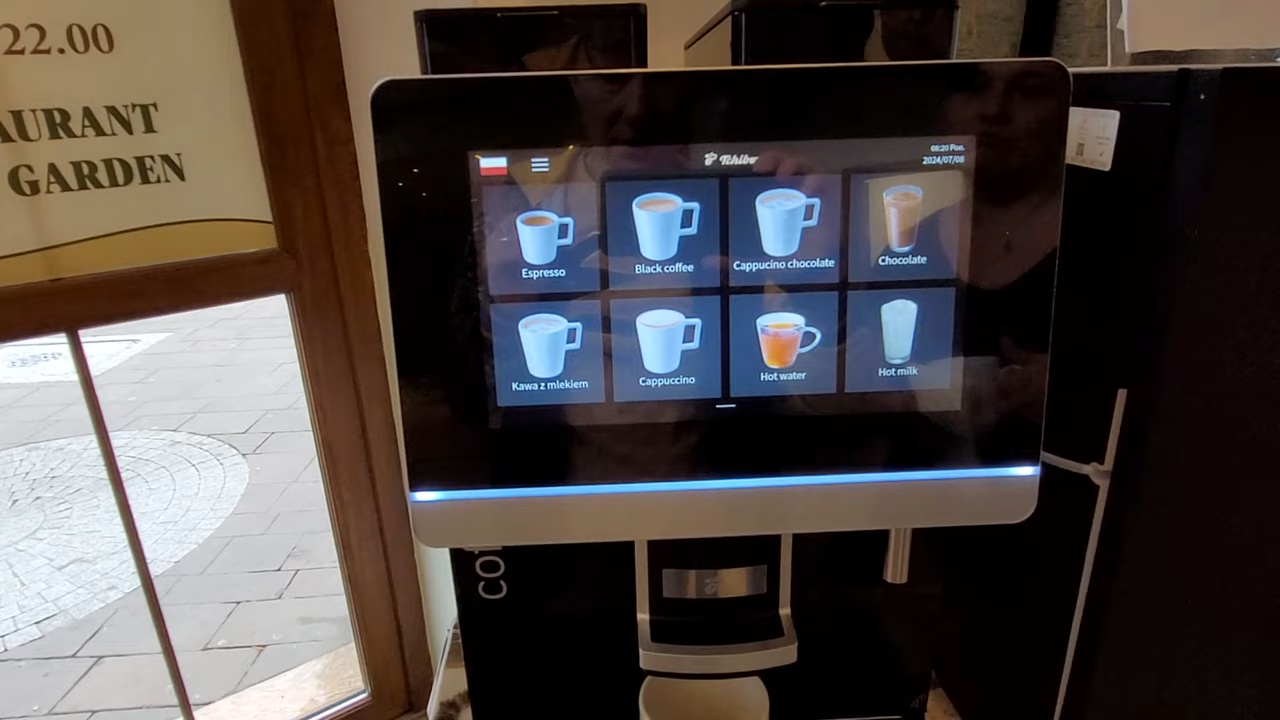 22.00
AURANT
GARDEN
Tchibo
08:20 Pon.
2024/07/08
Espresso
Black coffee
Cappucino chocolate
Chocolate
Kawa z mlekiem
Cappuccino
Hot water
Hot milk